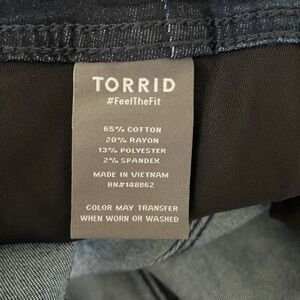 TORRID
#FeelTheFit
65% COTTON
20% RAYON
13% POLYESTER
2% SPANDEX
MADE IN VIETNAM
RN#148862
COLOR MAY TRANSFER
WHEN WORN OR WASHED